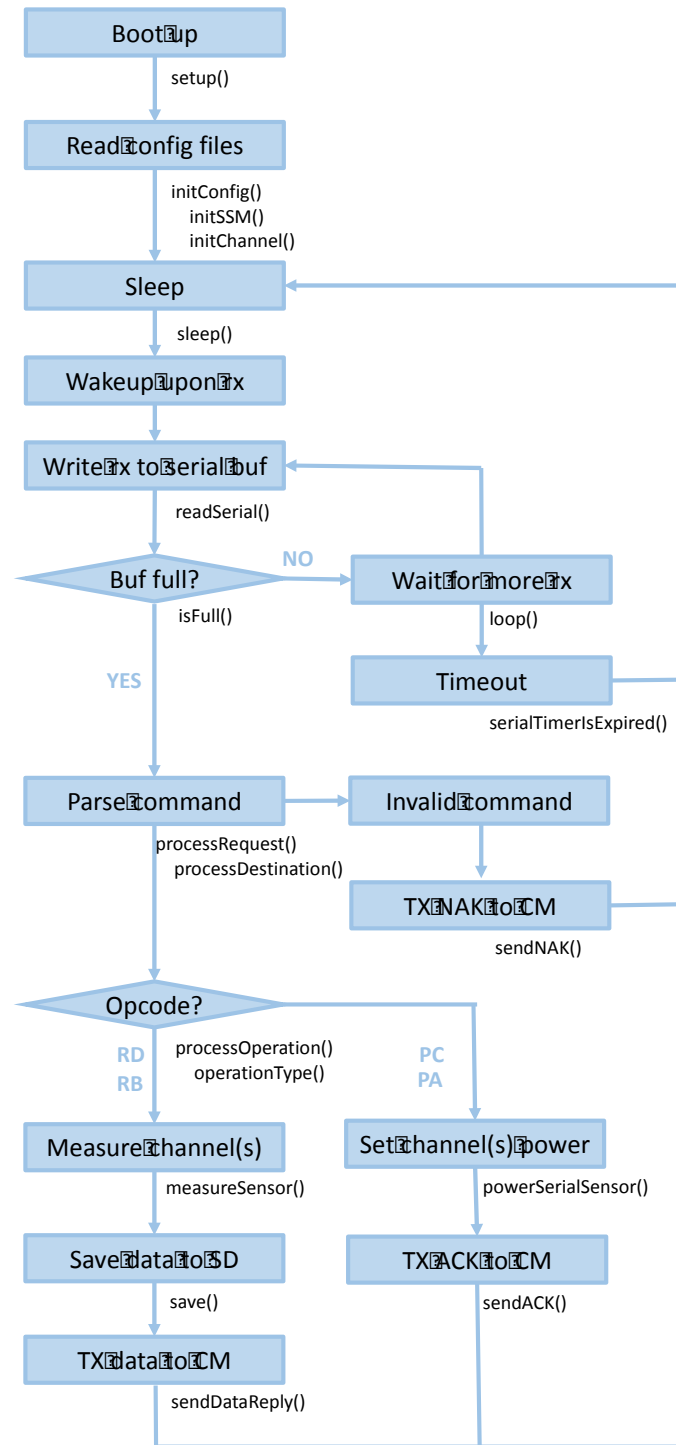 Boot up
setup()
Read config files
initConfig()
initSSM()
initChannel()
Sleep
sleep()
Wakeup upon rx
Write rx to serial buf
readSerial()
Buf full?
NO
Wait for more rx
isFull()
loop()
YES
Timeout
serialTimerIsExpired()
Parse command
Invalid command
processRequest()
processDestination()
TX NAK to CM
sendNAK()
Opcode?
RD
RB
processOperation()
operationType()
PC
PA
Measure channel(s)
Set channel(s) power
measureSensor()
powerSerialSensor()
Save data to SD
TX ACK to CM
save()
sendACK()
TX data to CM
sendDataReply()